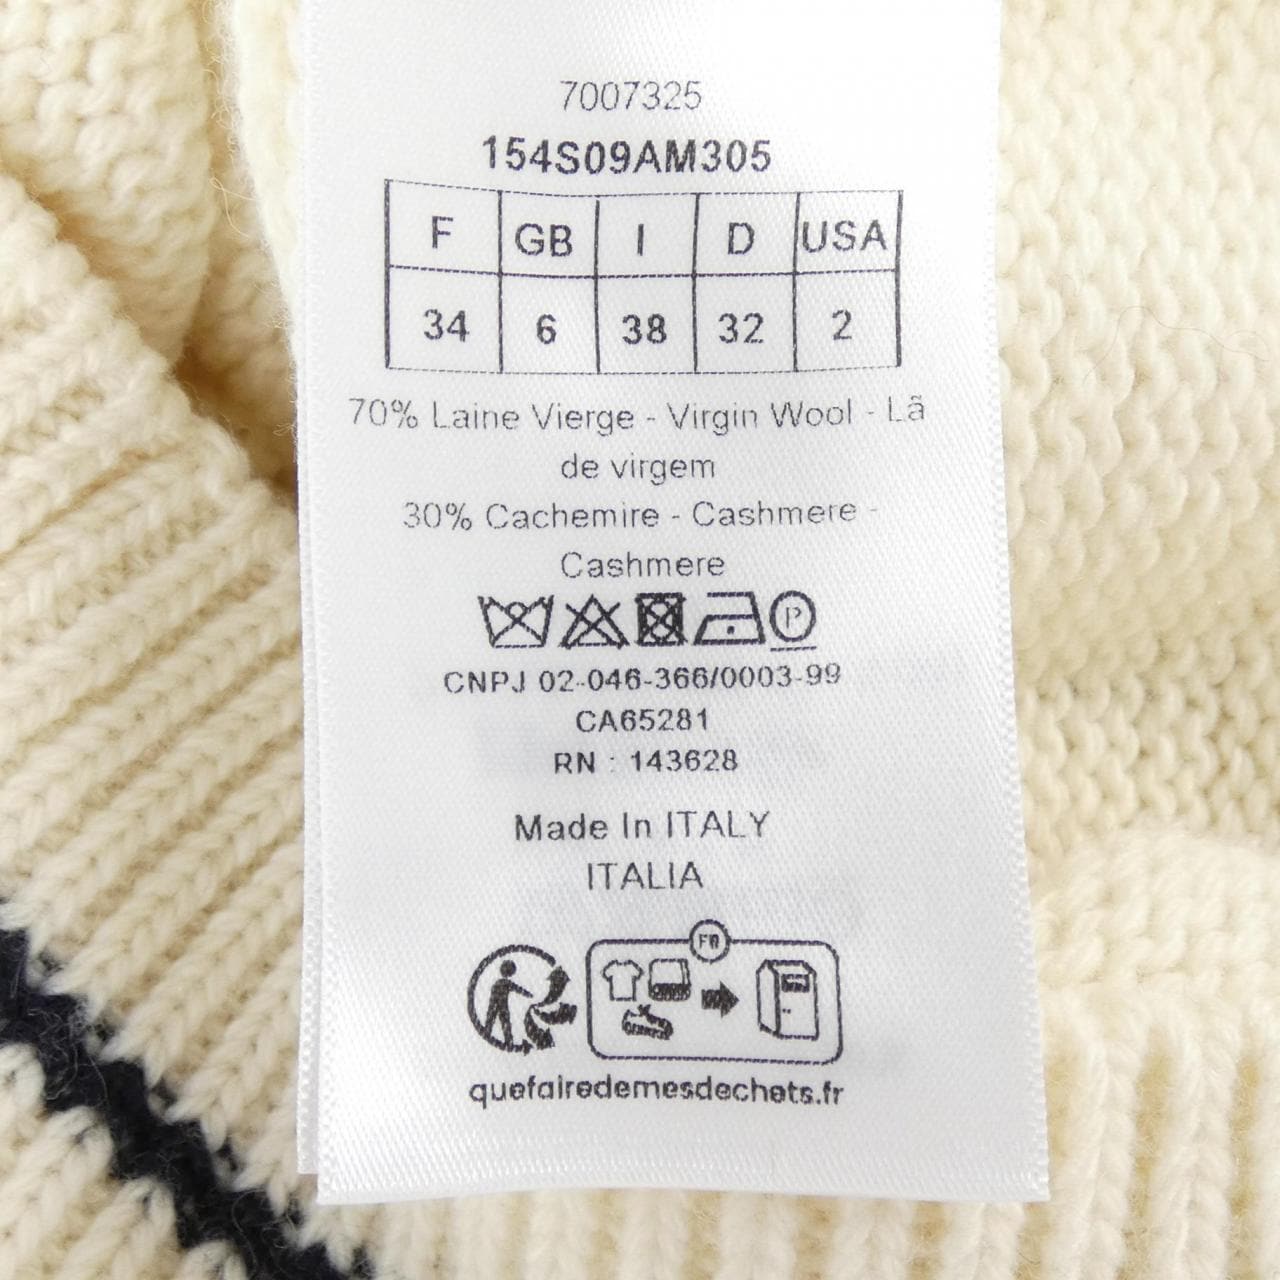 7007325
154S09AM305
F GB I D USA
34 6 38 32 2
70% Laine Vierge - Virgin Wool - Lã
de virgem
30% Cachemire - Cashmere -
Cashmere
P
CNPJ 02-046-366/0003-99
CA65281
RN : 143628
Made In ITALY
ITALIA
FR
quefairedemesdechets.fr